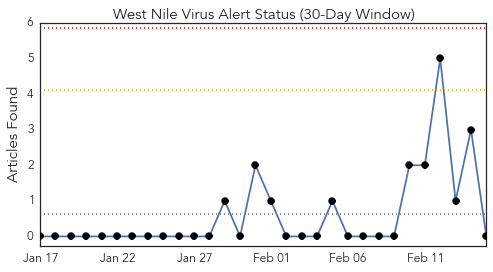 West Nile Virus Alert Status (30-Day Window)
Articles Found
6
5
4
3
2
1
0
Jan 17 Jan 22 Jan 27 Feb 01 Feb 06 Feb 11